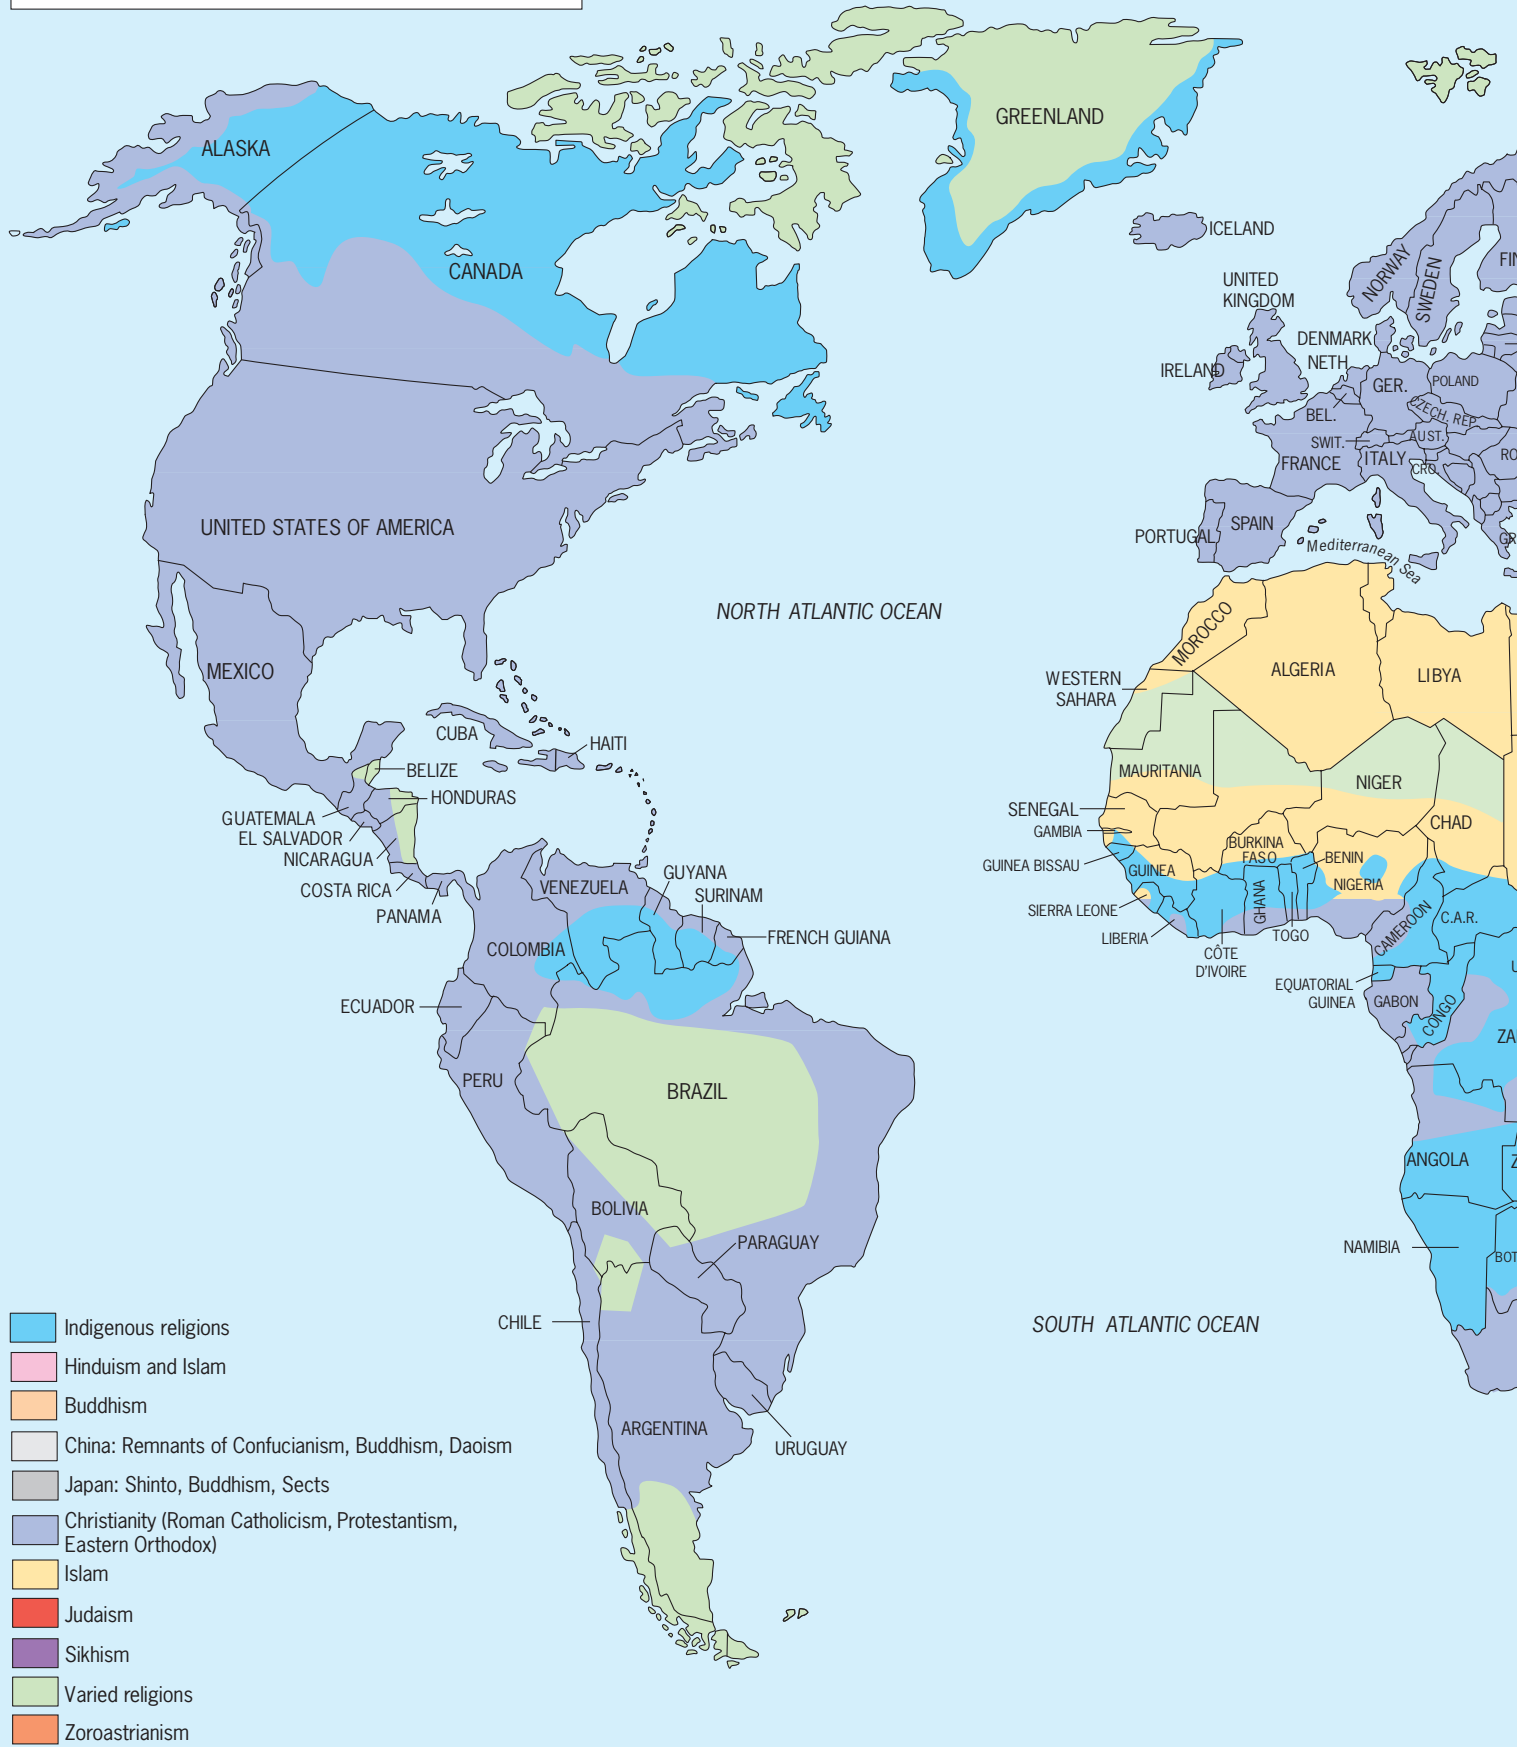 ALASKA
GREENLAND
ICELAND
CANADA
NORWAY
SWEDEN
FIN
UNITED
KINGDOM
DENMARK
NETH
IRELAND
GER.
POLAND
BEL.
CZECH. REP
SWIT.
AUST.
FRANCE
ITALY
CRO.
RO
UNITED STATES OF AMERICA
PORTUGAL
SPAIN
GR
Mediterranean Sea
NORTH ATLANTIC OCEAN
MOROCCO
MEXICO
ALGERIA
LIBYA
WESTERN
SAHARA
CUBA
HAITI
BELIZE
MAURITANIA
NIGER
HONDURAS
GUATEMALA
SENEGAL
CHAD
EL SALVADOR
GAMBIA
NICARAGUA
BURKINA
FASO
GUINEA BISSAU
GUINEA
BENIN
COSTA RICA
VENEZUELA
GUYANA
SURINAM
NIGERIA
PANAMA
SIERRA LEONE
GHANA
C.A.R.
LIBERIA
FRENCH GUIANA
COLOMBIA
CÔTE
D'IVOIRE
TOGO
CAMEROON
U
EQUATORIAL
GUINEA
GABON
CONGO
ECUADOR
ZA
PERU
BRAZIL
ANGOLA
Z
BOLIVIA
PARAGUAY
NAMIBIA
BOT
CHILE
SOUTH ATLANTIC OCEAN
ARGENTINA
URUGUAY
Indigenous religions
Hinduism and Islam
Buddhism
China: Remnants of Confucianism, Buddhism, Daoism
Japan: Shinto, Buddhism, Sects
Christianity (Roman Catholicism, Protestantism,
Eastern Orthodox)
Islam
Judaism
Sikhism
Varied religions
Zoroastrianism